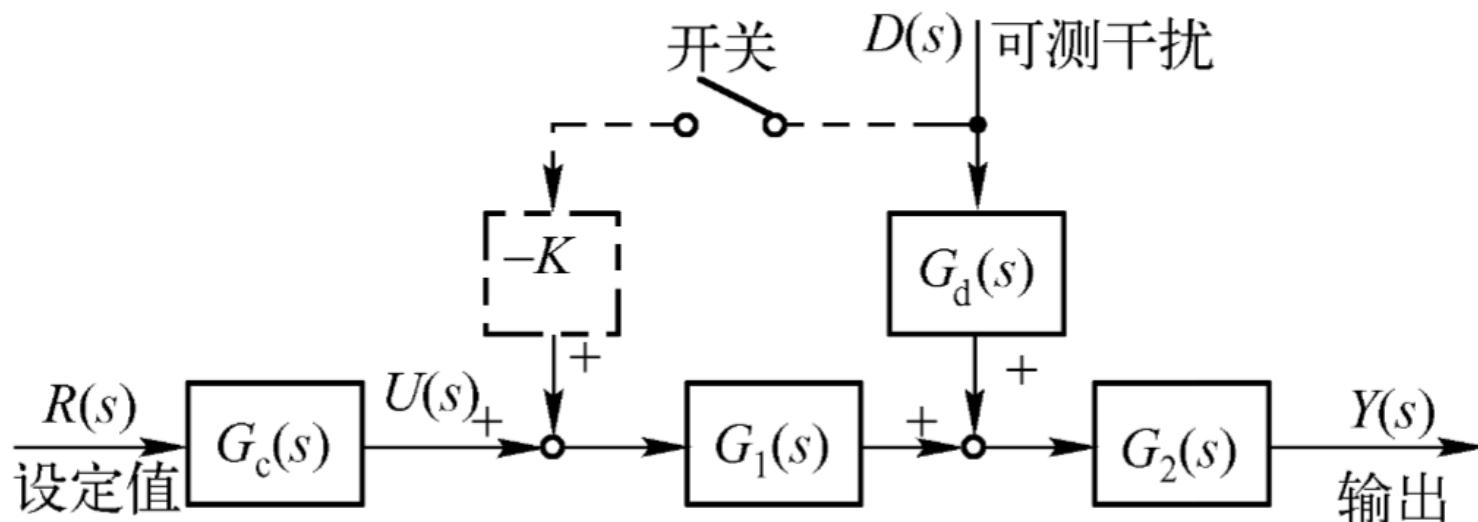 开关
D(s) 可测干扰
−K
G_d(s)
+
+
R(s)
设定值
G_c(s)
U(s)
+
G_1(s)
+
G_2(s)
Y(s)
输出